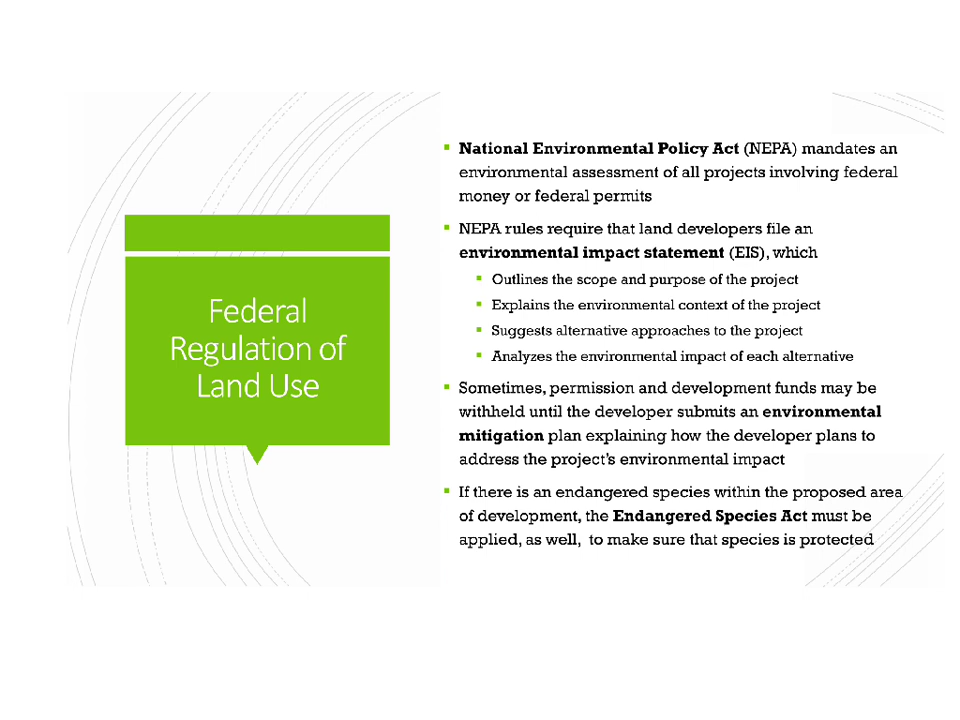 Federal
Regulation of
Land Use
▪ National Environmental Policy Act (NEPA) mandates an
environmental assessment of all projects involving federal
money or federal permits
▪ NEPA rules require that land developers file an
environmental impact statement (EIS), which
▪ Outlines the scope and purpose of the project
▪ Explains the environmental context of the project
▪ Suggests alternative approaches to the project
▪ Analyzes the environmental impact of each alternative
▪ Sometimes, permission and development funds may be
withheld until the developer submits an environmental
mitigation plan explaining how the developer plans to
address the project's environmental impact
▪ If there is an endangered species within the proposed area
of development, the Endangered Species Act must be
applied, as well, to make sure that species is protected